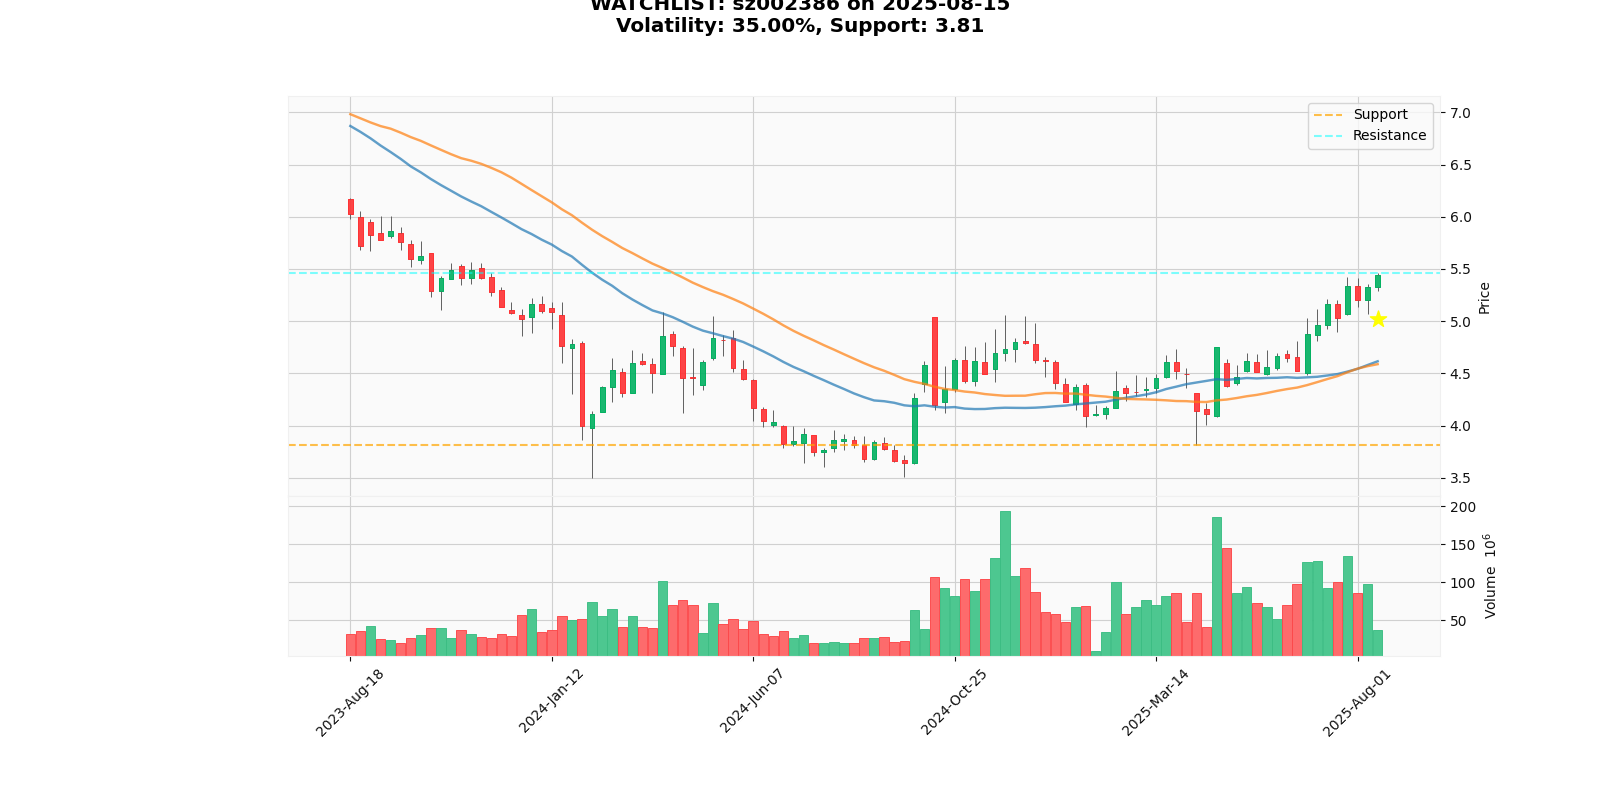 WATCHLIST: sz002386 on 2025-08-15
Volatility: 35.00%, Support: 3.81
Support
Resistance
7.0
6.5
6.0
5.5
5.0
4.5
4.0
3.5
Price
200
150
100
50
Volume 10⁶
2023-Aug-18
2024-Jan-12
2024-Jun-07
2024-Oct-25
2025-Mar-14
2025-Aug-01